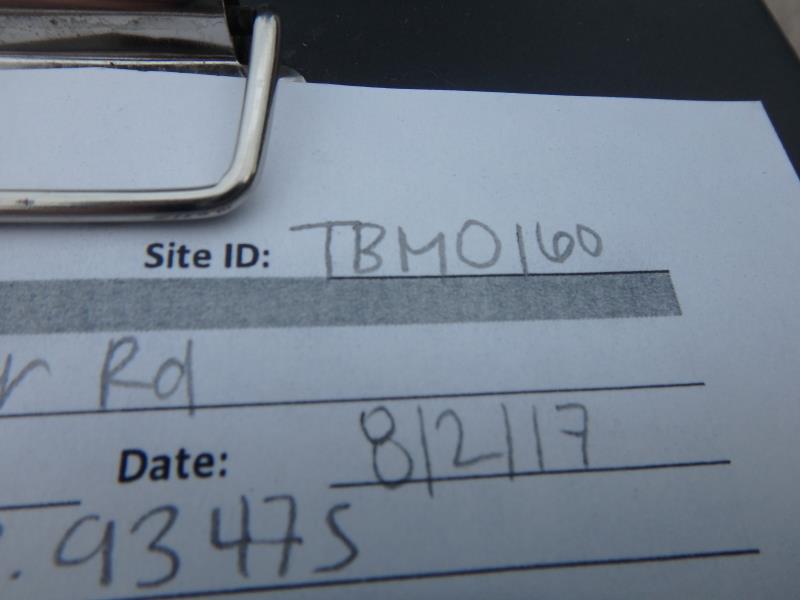 Site ID: TBM0160
r Rd
Date: 8/2/17
.93475